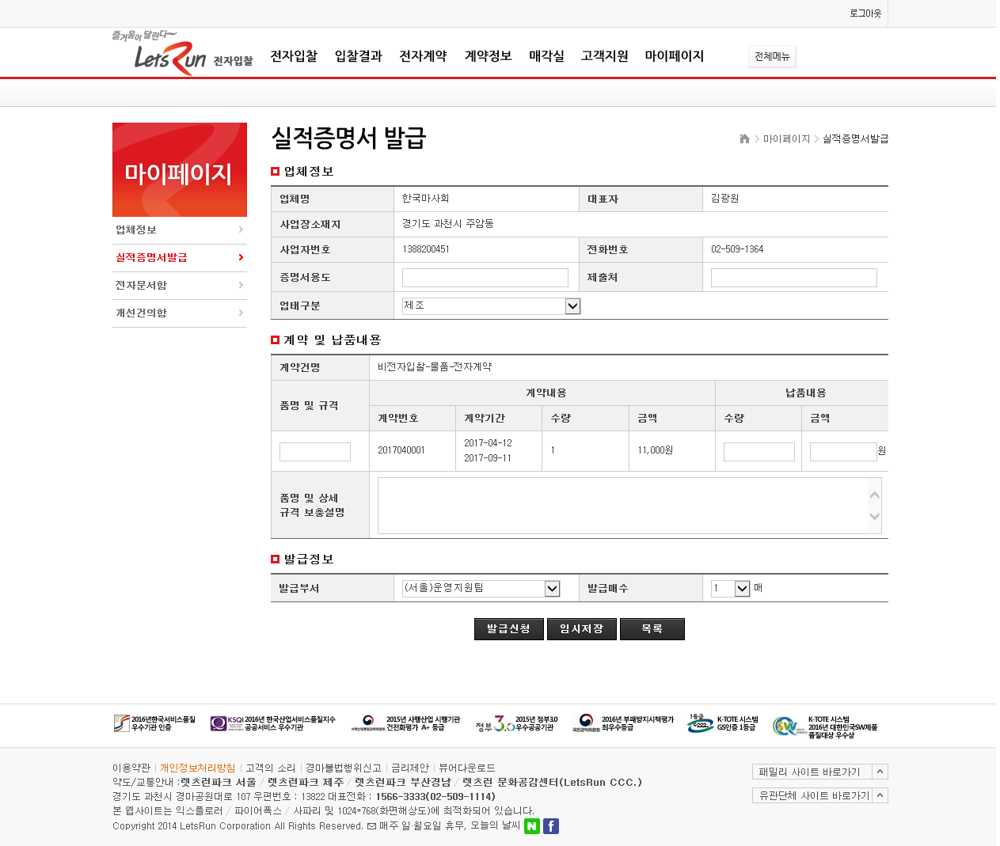 로그아웃
즐거움이 달린다~
LetsRun 전자입찰
전자입찰 입찰결과 전자계약 계약정보 매각실 고객지원 마이페이지 전체메뉴
마이페이지
업체정보
실적증명서발급
전자문서함
개선건의함
실적증명서 발급
마이페이지 > 실적증명서발급
업체정보
업체명 한국마사회 대표자 김광원
사업장소재지 경기도 과천시 주암동
사업자번호 1388200451 전화번호 02-509-1364
증명서용도 제출처
업태구분 제조
계약 및 납품내용
계약건명 비전자입찰-물품-전자계약
품명 및 규격 계약내용 납품내용
계약번호 계약기간 수량 금액 수량 금액
2017040001 2017-04-12 1 11,000원 원
2017-09-11
품명 및 상세
규격 보충설명
발급정보
발급부서 (서울)운영지원팀 발급매수 1 매
발급신청 임시저장 목록
2016년한국서비스품질
우수기관 인증
KSQI 2016년 한국산업서비스품질지수
공공서비스 우수기관
2015년 사행산업 시행기관
건전화평가 A+ 등급
정부3.0 2015년 정부3.0
우수공공기관
국민권익위원회 2016년 부패방지시책평가
최우수등급
1등급 K-TOTE 시스템
GS인증 1등급
SW K-TOTE 시스템
2016년 대한민국SW제품
품질대상 우수상
이용약관 | 개인정보처리방침 | 고객의 소리 | 경마불법행위신고 | 금리제안 | 뷰어다운로드
약도/교통안내 :렛츠런파크 서울 / 렛츠런파크 제주 / 렛츠런파크 부산경남 / 렛츠런 문화공감센터(LetsRun CCC.)
경기도 과천시 경마공원대로 107 우편번호 : 13822 대표전화 : 1566-3333(02-509-1114)
본 웹사이트는 익스플로러 / 파이어폭스 / 사파리 및 1024*768(화면해상도)에 최적화되어 있습니다.
Copyright 2014 LetsRun Corporation All Rights Reserved. 매주 일·월요일 휴무, 오늘의 날씨 N f
패밀리 사이트 바로가기
유관단체 사이트 바로가기